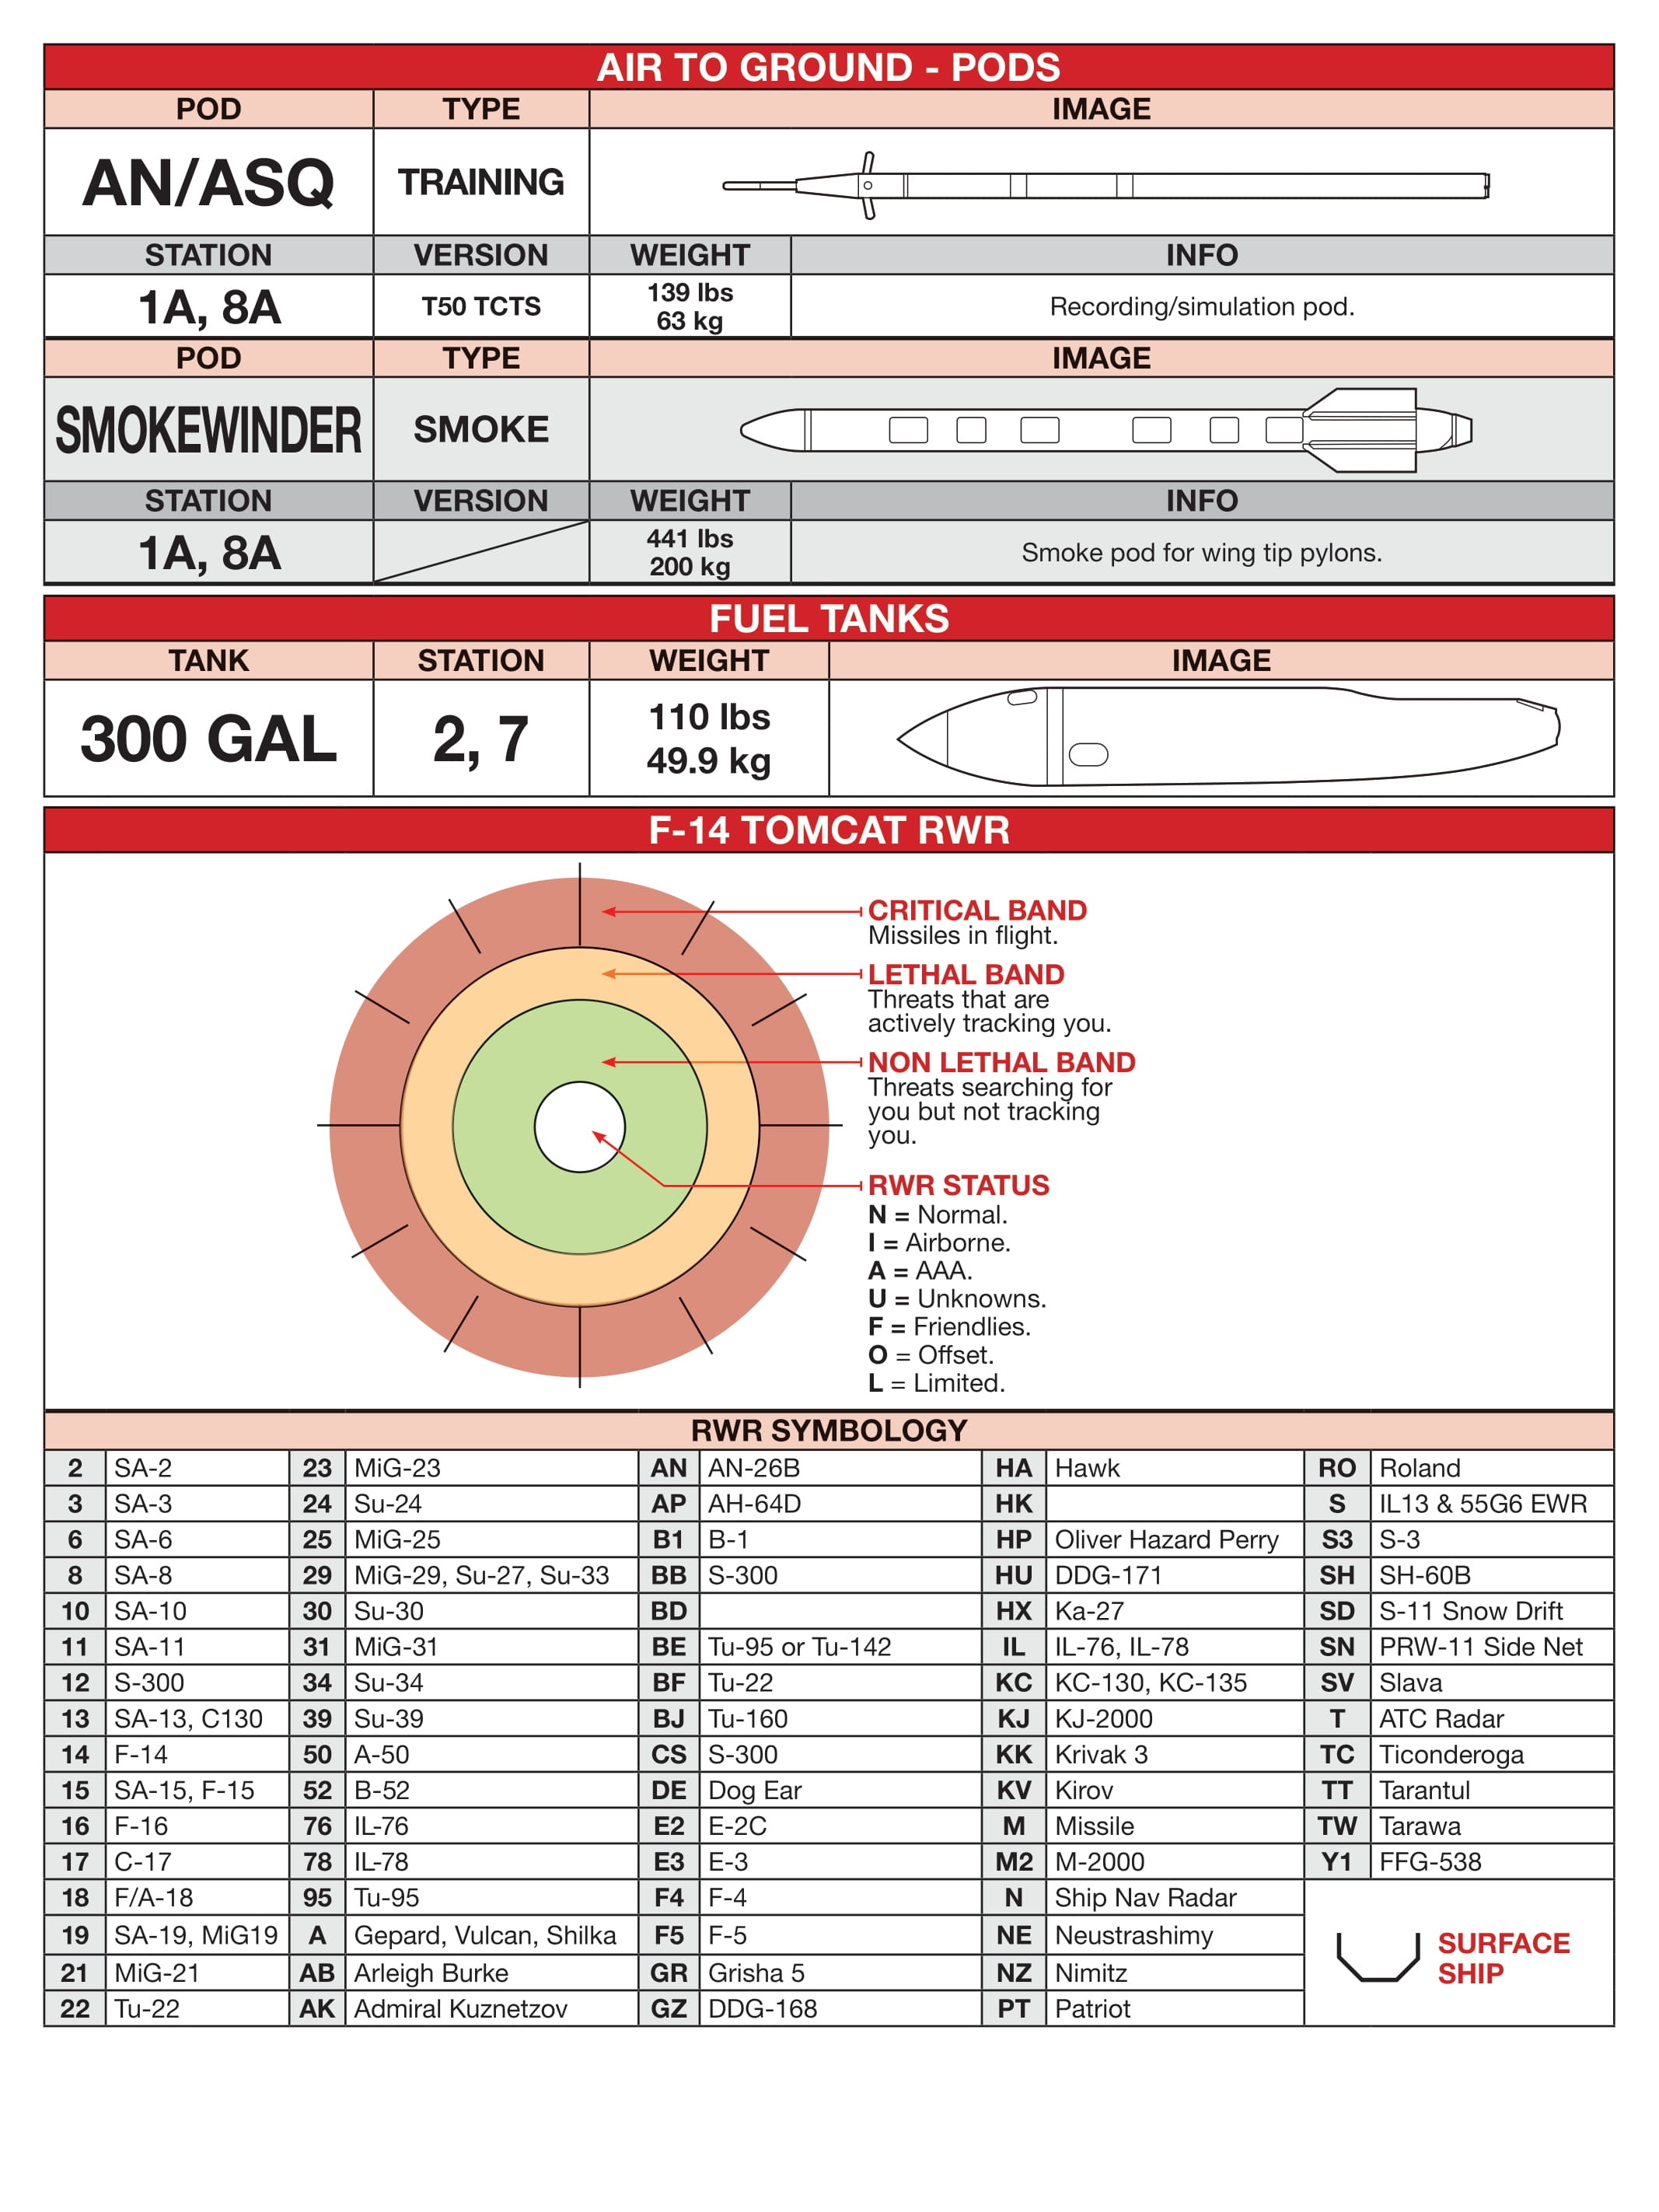 AIR TO GROUND - PODS
POD TYPE IMAGE
AN/ASQ TRAINING
STATION VERSION WEIGHT INFO
1A, 8A T50 TCTS 139 lbs 63 kg Recording/simulation pod.
POD TYPE IMAGE
SMOKEWINDER SMOKE
STATION VERSION WEIGHT INFO
1A, 8A 441 lbs 200 kg Smoke pod for wing tip pylons.
FUEL TANKS
TANK STATION WEIGHT IMAGE
300 GAL 2, 7 110 lbs 49.9 kg
F-14 TOMCAT RWR
CRITICAL BAND
Missiles in flight.
LETHAL BAND
Threats that are
actively tracking you.
NON LETHAL BAND
Threats searching for
you but not tracking
you.
RWR STATUS
N = Normal.
I = Airborne.
A = AAA.
U = Unknowns.
F = Friendlies.
O = Offset.
L = Limited.
RWR SYMBOLOGY
2 SA-2 23 MiG-23 AN AN-26B HA Hawk RO Roland
3 SA-3 24 Su-24 AP AH-64D HK S IL13 & 55G6 EWR
6 SA-6 25 MiG-25 B1 B-1 HP Oliver Hazard Perry S3 S-3
8 SA-8 29 MiG-29, Su-27, Su-33 BB S-300 HU DDG-171 SH SH-60B
10 SA-10 30 Su-30 BD HX Ka-27 SD S-11 Snow Drift
11 SA-11 31 MiG-31 BE Tu-95 or Tu-142 IL IL-76, IL-78 SN PRW-11 Side Net
12 S-300 34 Su-34 BF Tu-22 KC KC-130, KC-135 SV Slava
13 SA-13, C130 39 Su-39 BJ Tu-160 KJ KJ-2000 T ATC Radar
14 F-14 50 A-50 CS S-300 KK Krivak 3 TC Ticonderoga
15 SA-15, F-15 52 B-52 DE Dog Ear KV Kirov TT Tarantul
16 F-16 76 IL-76 E2 E-2C M Missile TW Tarawa
17 C-17 78 IL-78 E3 E-3 M2 M-2000 Y1 FFG-538
18 F/A-18 95 Tu-95 F4 F-4 N Ship Nav Radar
19 SA-19, MiG19 A Gepard, Vulcan, Shilka F5 F-5 NE Neustrashimy SURFACE
21 MiG-21 AB Arleigh Burke GR Grisha 5 NZ Nimitz SHIP
22 Tu-22 AK Admiral Kuznetzov GZ DDG-168 PT Patriot